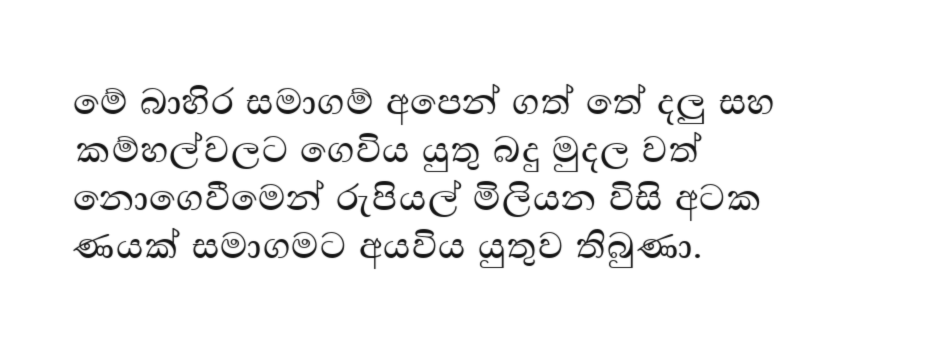 මේ බාහිර සමාගම් අපෙන් ගත් තේ දලු සහ
කම්හල්වලට ගෙවිය යුතු බදු මුදල වත්
නොගෙවීමෙන් රුපියල් මිලියන විසි අටක
ණයක් සමාගමට අයවිය යුතුව තිබුණා.